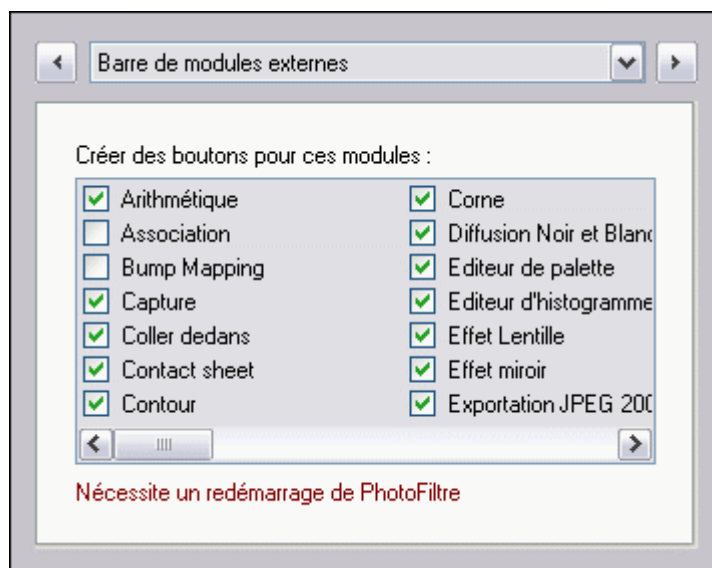 Barre de modules externes
Créer des boutons pour ces modules :
Arithmétique
Association
Bump Mapping
Capture
Coller dedans
Contact sheet
Contour
Corne
Diffusion Noir et Blanc
Editeur de palette
Editeur d'histogramme
Effet Lentille
Effet miroir
Exportation JPEG 200
Nécessite un redémarrage de PhotoFiltre